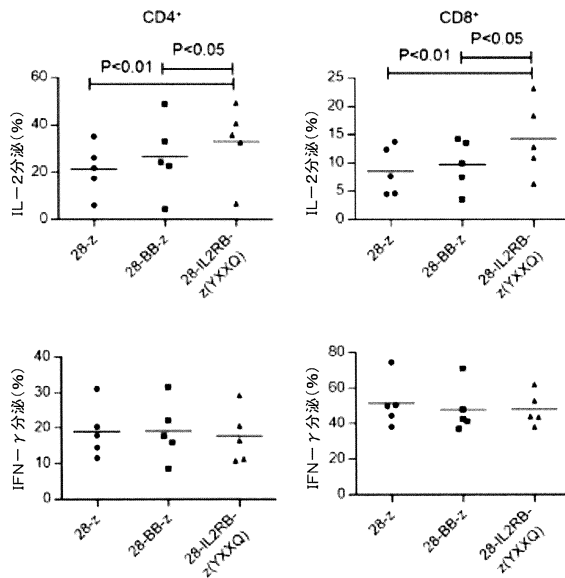 CD4⁺
P<0.01
P<0.05
IL−2分泌(%)
60
40
20
0
28-z
28-BB-z
28-IL2RB-
z(YXXQ)
CD8⁺
P<0.01
P<0.05
IL−2分泌(%)
25
20
15
10
5
0
28-z
28-BB-z
28-IL2RB-
z(YXXQ)
IFN−γ分泌(%)
40
30
20
10
0
28-z
28-BB-z
28-IL2RB-
z(YXXQ)
IFN−γ分泌(%)
80
60
40
20
0
28-z
28-BB-z
28-IL2RB-
z(YXXQ)